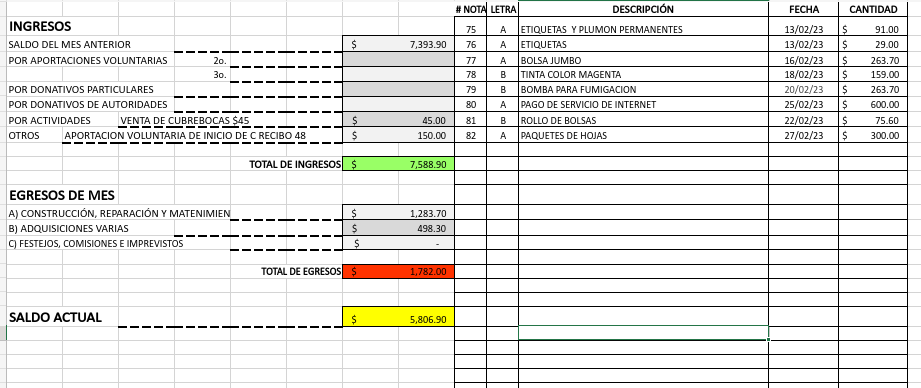 # NOTA LETRA DESCRIPCIÓN FECHA CANTIDAD
INGRESOS
75 A ETIQUETAS Y PLUMON PERMANENTES 13/02/23 $ 91.00
SALDO DEL MES ANTERIOR $ 7,393.90 76 A ETIQUETAS 13/02/23 $ 29.00
POR APORTACIONES VOLUNTARIAS 2o. 77 A BOLSA JUMBO 16/02/23 $ 263.70
3o. 78 B TINTA COLOR MAGENTA 18/02/23 $ 159.00
POR DONATIVOS PARTICULARES 79 B BOMBA PARA FUMIGACION 20/02/23 $ 263.70
POR DONATIVOS DE AUTORIDADES 80 A PAGO DE SERVICIO DE INTERNET 25/02/23 $ 600.00
POR ACTIVIDADES VENTA DE CUBREBOCAS $45 $ 45.00 81 B ROLLO DE BOLSAS 27/02/23 $ 75.60
OTROS APORTACION VOLUNTARIA DE INICIO DE C RECIBO 48 $ 150.00 82 A PAQUETES DE HOJAS 27/02/23 $ 300.00
TOTAL DE INGRESOS $ 7,588.90
EGRESOS DE MES
A) CONSTRUCCIÓN, REPARACIÓN Y MATENIMIEN $ 1,283.70
B) ADQUISICIONES VARIAS $ 498.30
C) FESTEJOS, COMISIONES E IMPREVISTOS $ -
TOTAL DE EGRESOS $ 1,782.00
SALDO ACTUAL $ 5,806.90